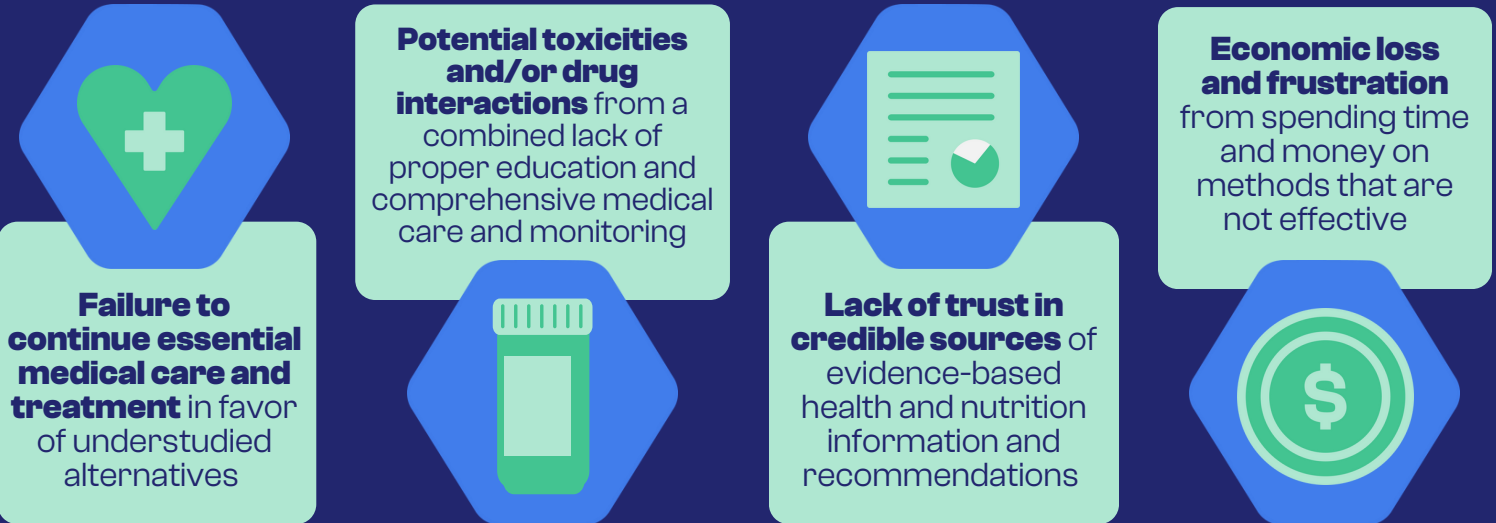 Failure to
continue essential
medical care and
treatment in favor
of understudied
alternatives
Potential toxicities
and/or drug
interactions from a
combined lack of
proper education and
comprehensive medical
care and monitoring
Lack of trust in
credible sources of
evidence-based
health and nutrition
information and
recommendations
Economic loss
and frustration
from spending time
and money on
methods that are
not effective
$